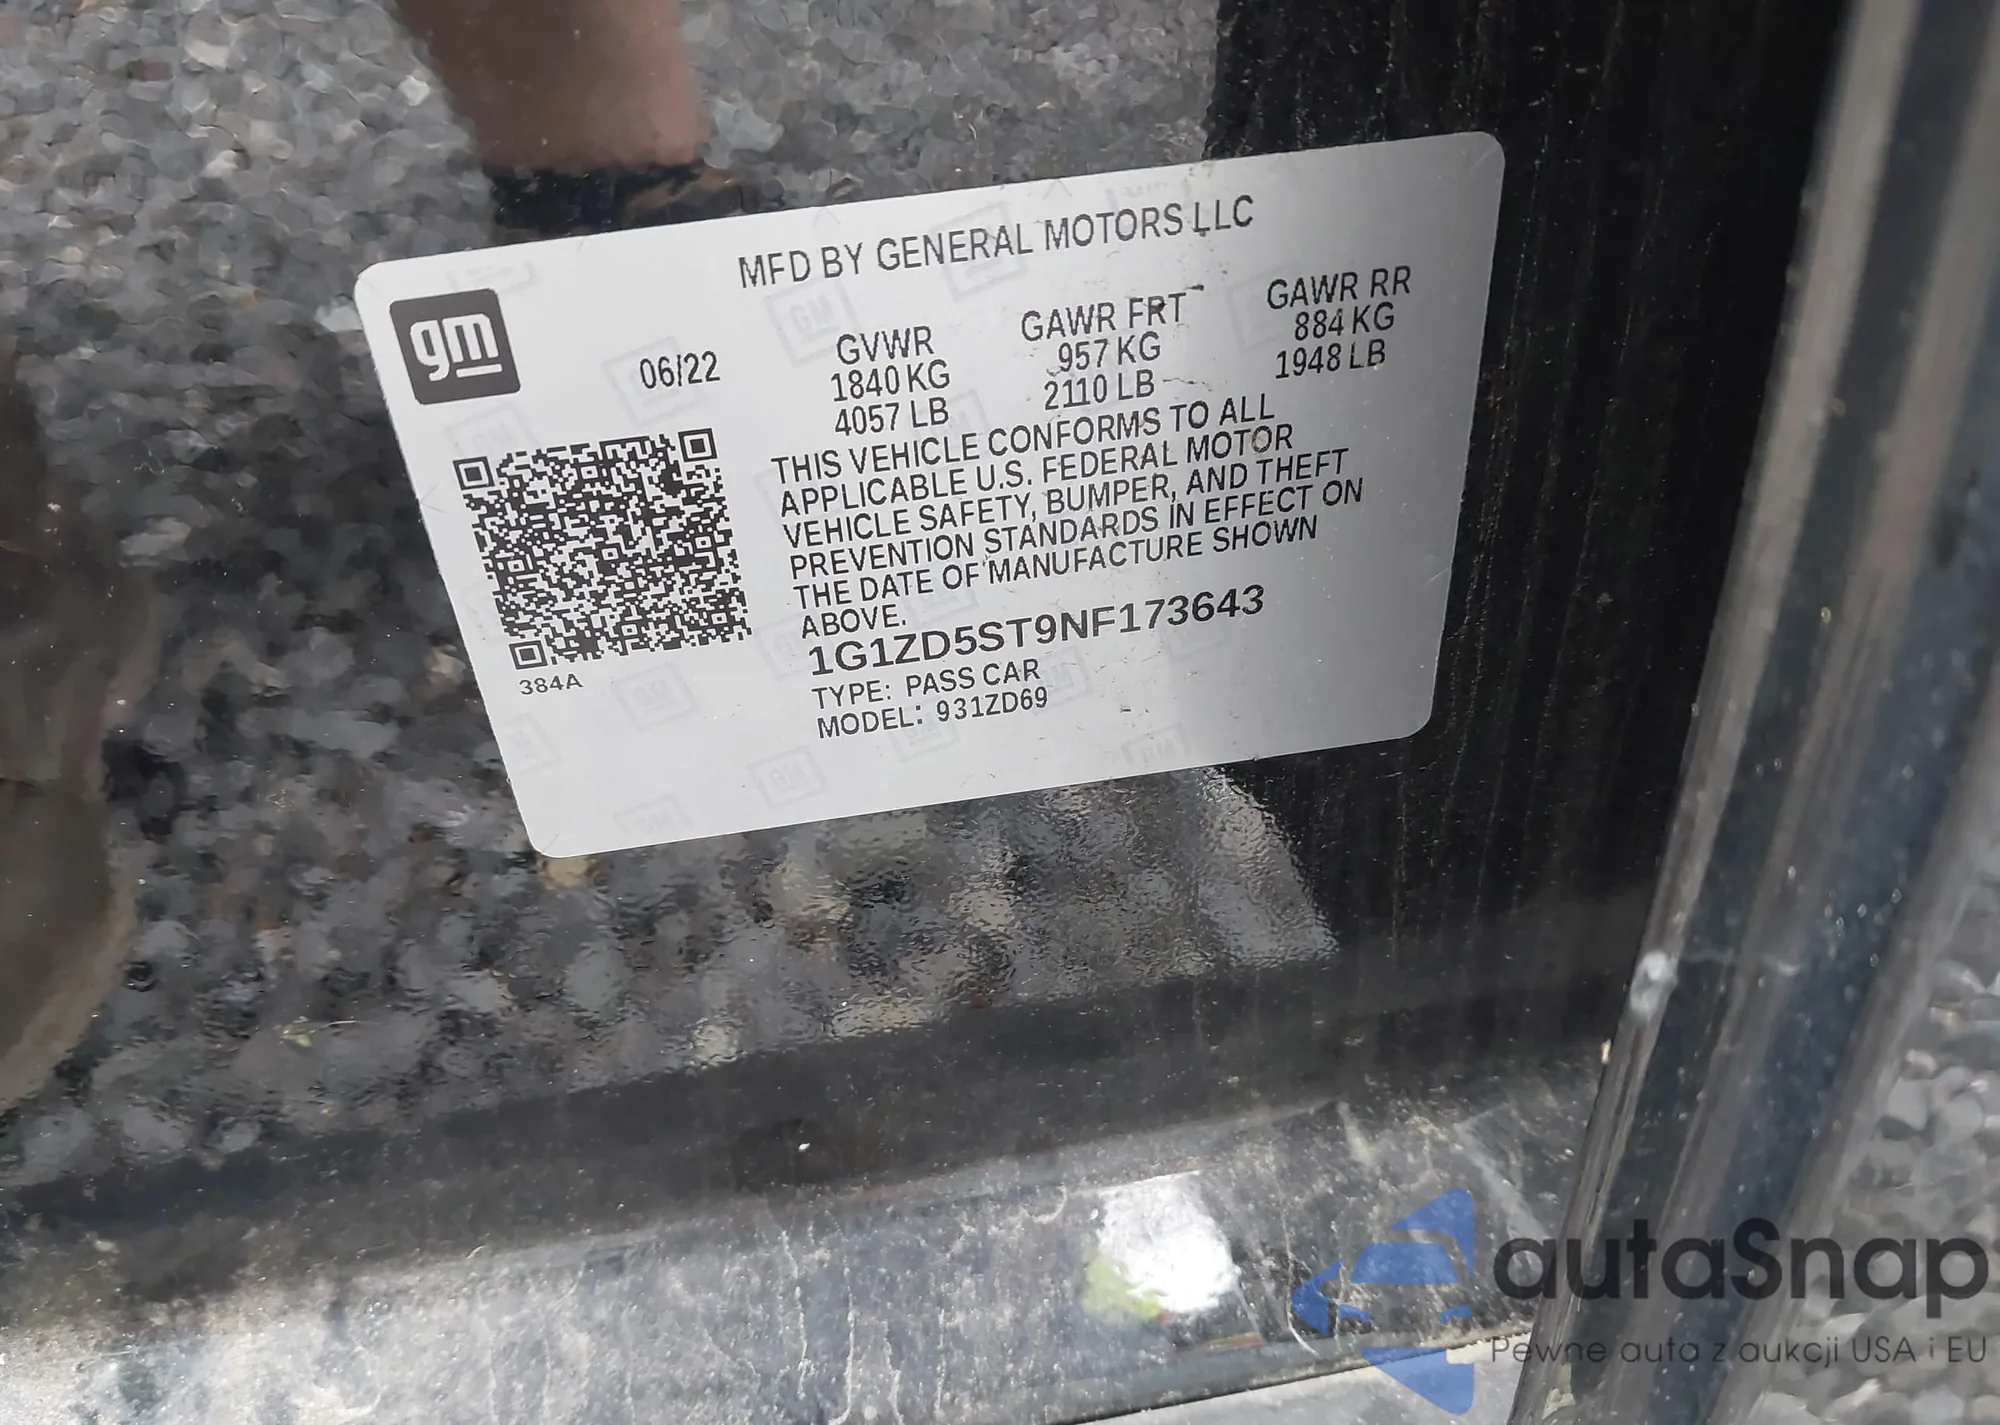 MFD BY GENERAL MOTORS LLC
gm
06/22
GVWR
1840 KG
4057 LB
GAWR FRT
957 KG
2110 LB
GAWR RR
884 KG
1948 LB
THIS VEHICLE CONFORMS TO ALL
APPLICABLE U.S. FEDERAL MOTOR
VEHICLE SAFETY, BUMPER, AND THEFT
PREVENTION STANDARDS IN EFFECT ON
THE DATE OF MANUFACTURE SHOWN
ABOVE.
1G1ZD5ST9NF173643
TYPE: PASS CAR
MODEL: 931ZD69
384A
autaSnap
Pewne auta z aukcji USA i EU